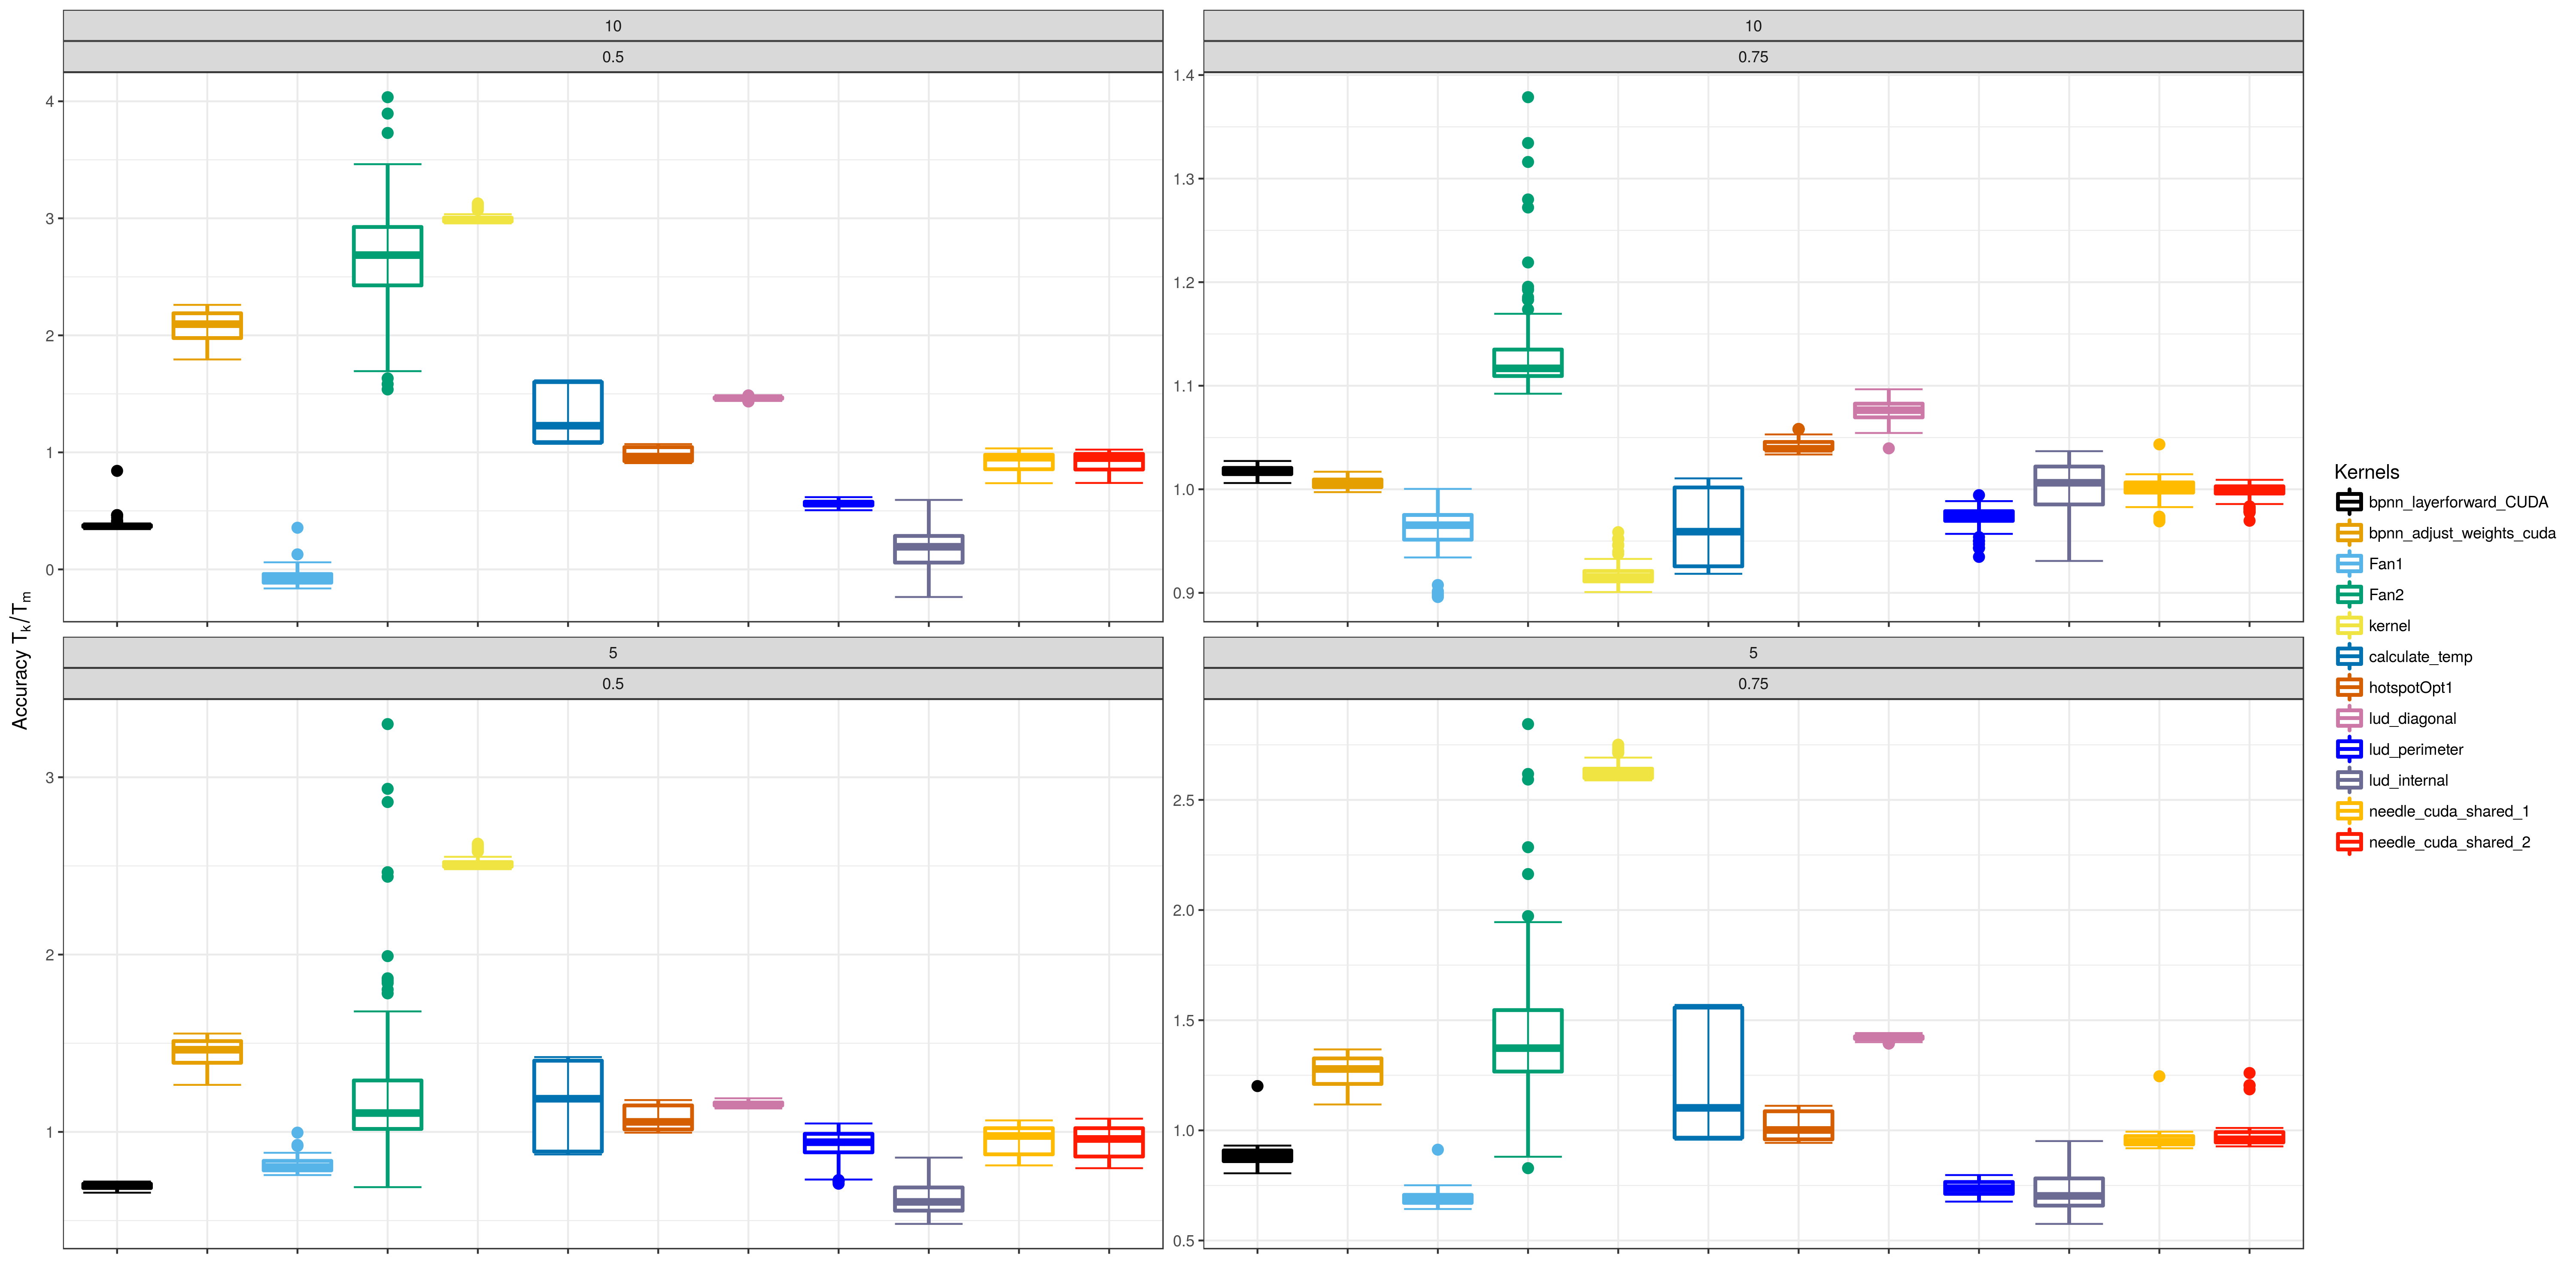 Accuracy Tk/Tm
10
0.5
4
3
2
1
0
10
0.75
1.4
1.3
1.2
1.1
1.0
0.9
5
0.5
3
2
1
5
0.75
2.5
2.0
1.5
1.0
0.5
Kernels
bpnn_layerforward_CUDA
bpnn_adjust_weights_cuda
Fan1
Fan2
kernel
calculate_temp
hotspotOpt1
lud_diagonal
lud_perimeter
lud_internal
needle_cuda_shared_1
needle_cuda_shared_2